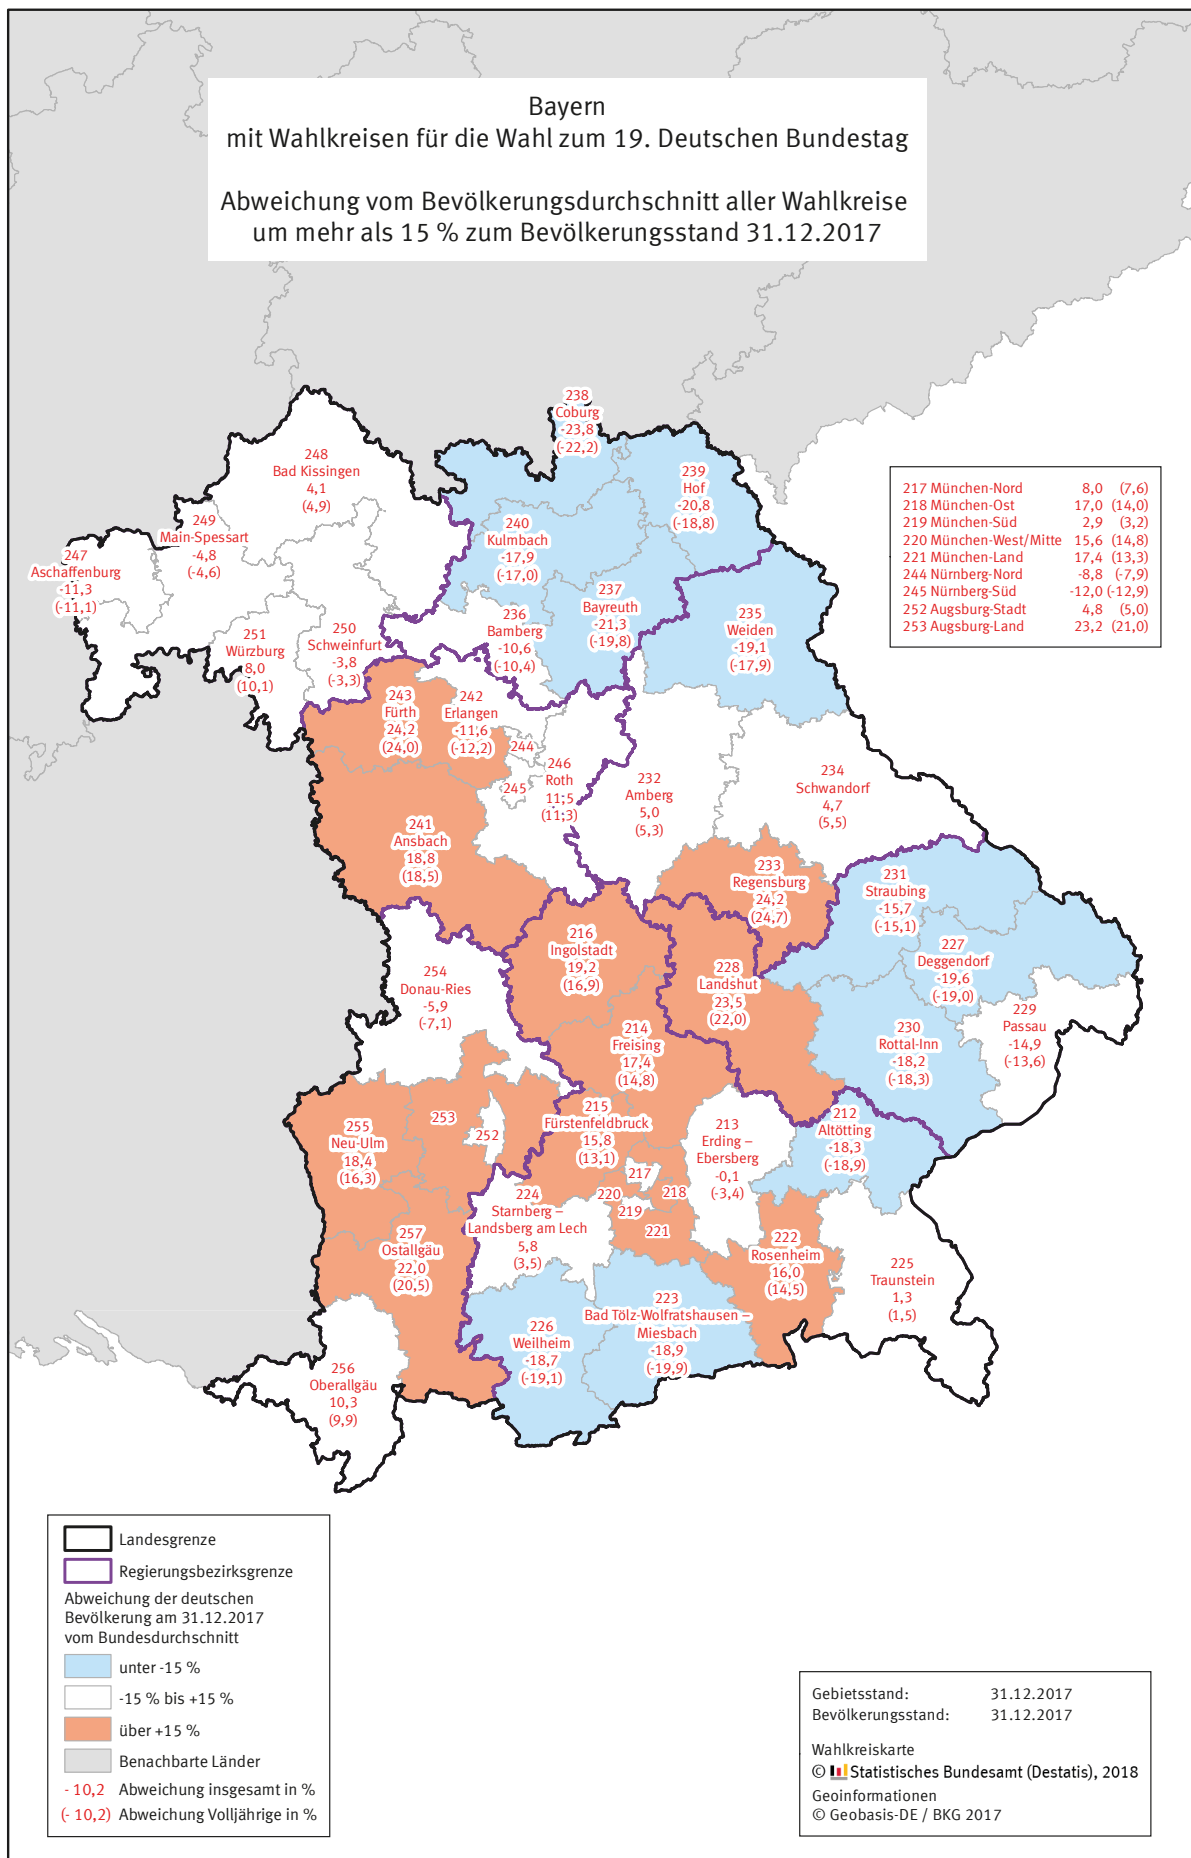 Bayern
mit Wahlkreisen für die Wahl zum 19. Deutschen Bundestag
Abweichung vom Bevölkerungsdurchschnitt aller Wahlkreise
um mehr als 15 % zum Bevölkerungsstand 31.12.2017
238
Coburg
-23,8
(-22,2)
239
Hof
-20,8
(-18,8)
248
Bad Kissingen
4,1
(4,9)
249
Main-Spessart
-4,8
(-4,6)
247
Aschaffenburg
-11,3
(-11,1)
240
Kulmbach
-17,9
(-17,0)
237
Bayreuth
-21,3
(-19,8)
236
Bamberg
-10,6
(-10,4)
235
Weiden
-19,1
(-17,9)
251
Würzburg
8,0
(10,1)
250
Schweinfurt
-3,8
(-3,3)
217 München-Nord 8,0 (7,6)
218 München-Ost 17,0 (14,0)
219 München-Süd 2,9 (3,2)
220 München-West/Mitte 15,6 (14,8)
221 München-Land 17,4 (13,3)
244 Nürnberg-Nord -8,8 (-7,9)
245 Nürnberg-Süd -12,0 (-12,9)
252 Augsburg-Stadt 4,8 (5,0)
253 Augsburg-Land 23,2 (21,0)
243
Fürth
24,2
(24,0)
242
Erlangen
-11,6
(-12,2)
244
245
246
Roth
11,5
(11,3)
232
Amberg
5,0
(5,3)
234
Schwandorf
4,7
(5,5)
241
Ansbach
18,8
(18,5)
233
Regensburg
24,2
(24,7)
231
Straubing
-15,7
(-15,1)
227
Deggendorf
-19,6
(-19,0)
216
Ingolstadt
19,2
(16,9)
228
Landshut
23,5
(22,0)
254
Donau-Ries
-5,9
(-7,1)
229
Passau
-14,9
(-13,6)
230
Rottal-Inn
-18,2
(-18,3)
214
Freising
17,4
(14,8)
215
Fürstenfeldbruck
15,8
(13,1)
213
Erding –
Ebersberg
-0,1
(-3,4)
212
Altötting
-18,3
(-18,9)
255
Neu-Ulm
18,4
(16,3)
253
252
217
218
220
219
221
224
Starnberg –
Landsberg am Lech
5,8
(3,5)
257
Ostallgäu
22,0
(20,5)
222
Rosenheim
16,0
(14,5)
225
Traunstein
1,3
(1,5)
223
Bad Tölz-Wolfratshausen –
Miesbach
-18,9
(-19,9)
226
Weilheim
-18,7
(-19,1)
256
Oberallgäu
10,3
(9,9)
Landesgrenze
Regierungsbezirksgrenze
Abweichung der deutschen
Bevölkerung am 31.12.2017
vom Bundesdurchschnitt
unter -15 %
-15 % bis +15 %
über +15 %
Benachbarte Länder
- 10,2 Abweichung insgesamt in %
(- 10,2) Abweichung Volljährige in %
Gebietsstand: 31.12.2017
Bevölkerungsstand: 31.12.2017
Wahlkreiskarte
© Statistisches Bundesamt (Destatis), 2018
Geoinformationen
© Geobasis-DE / BKG 2017